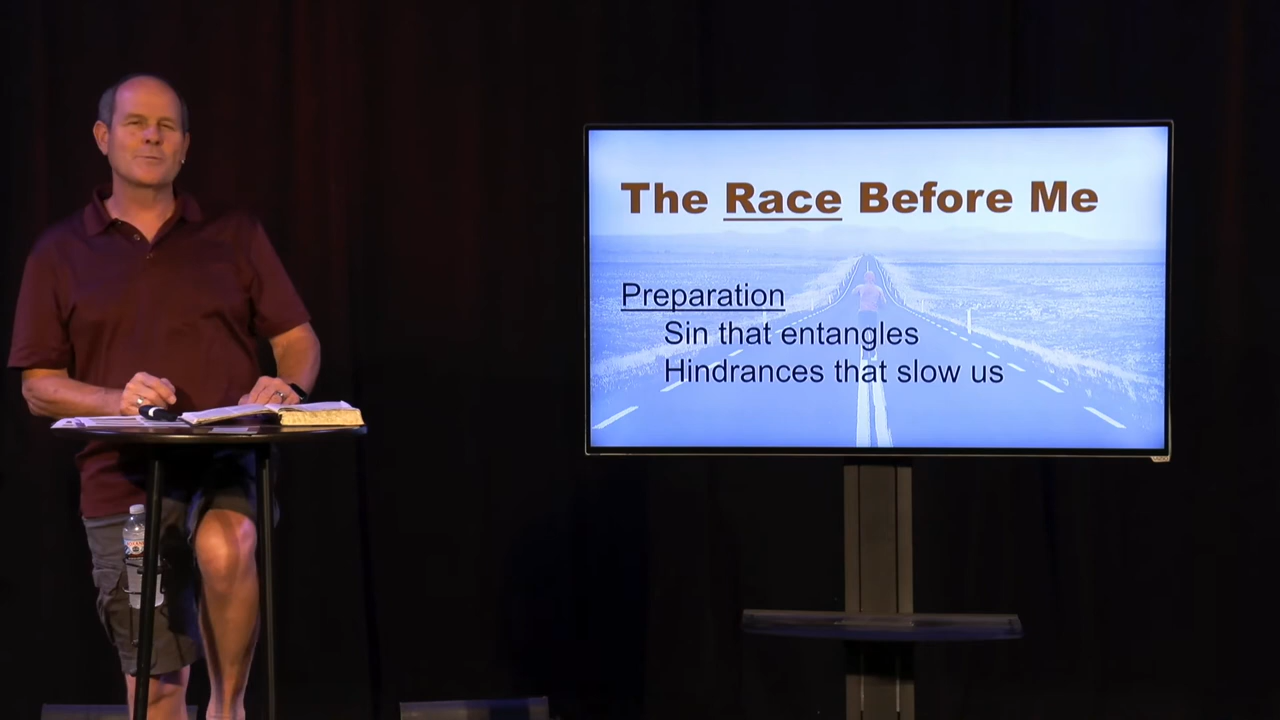 The Race Before Me
Preparation
Sin that entangles
Hindrances that slow us